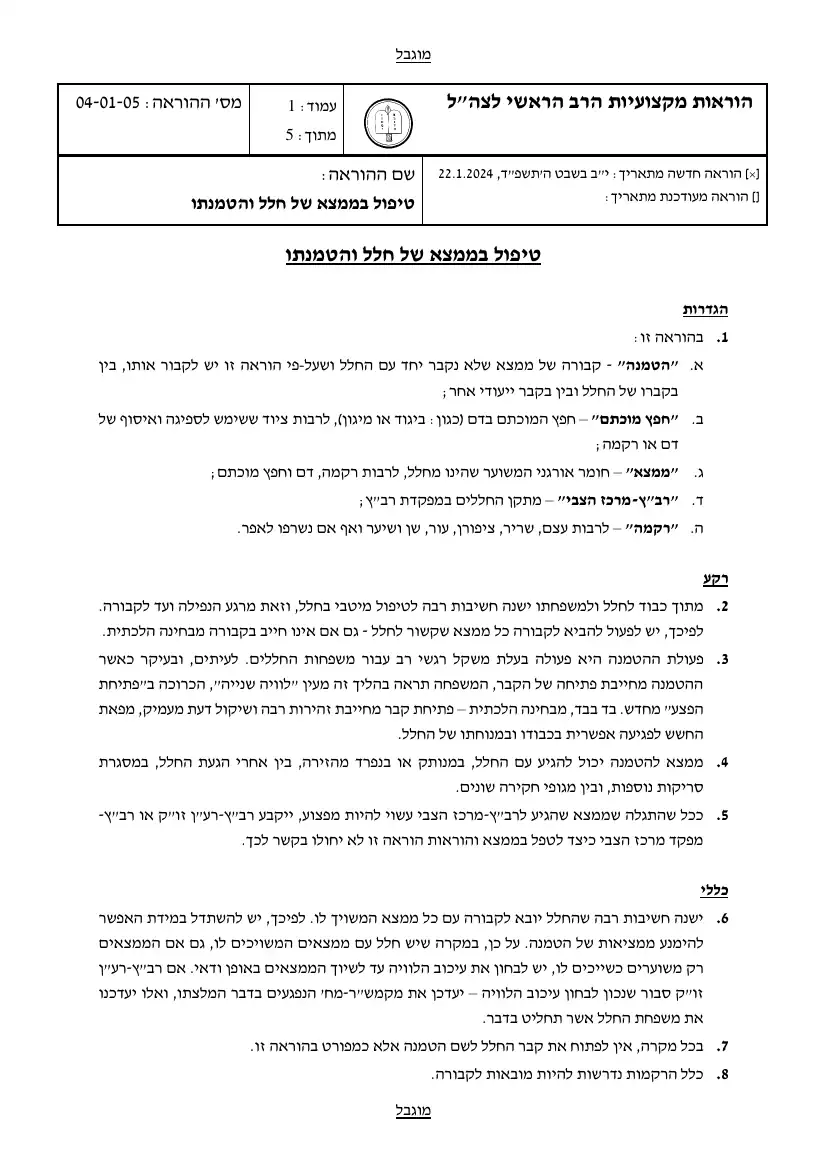 מוגבל
הוראות מקצועיות הרב הראשי לצה״ל
עמוד: 1
מתוך: 5
מס׳ ההוראה: 04-01-05
[×] הוראה חדשה מתאריך: י״ב בשבט ה׳תשפ״ד, 22.1.2024
[] הוראה מעודכנת מתאריך:
שם ההוראה:
טיפול בממצא של חלל והטמנתו
טיפול בממצא של חלל והטמנתו
הגדרות
1. בהוראה זו:
א. "הטמנה" - קבורה של ממצא שלא נקבר יחד עם החלל ושעל-פי הוראה זו יש לקבור אותו, בין
בקברו של החלל ובין בקבר ייעודי אחר;
ב. "חפץ מוכתם" – חפץ המוכתם בדם (כגון: ביגוד או מיגון), לרבות ציוד ששימש לספיגה ואיסוף של
דם או רקמה;
ג. "ממצא" – חומר אורגני המשוער שהינו מחלל, לרבות רקמה, דם וחפץ מוכתם;
ד. "רב״ץ-מרכז הצבי" – מתקן החללים במפקדת רב״ץ;
ה. "רקמה" – לרבות עצם, שריר, ציפורן, עור, שן ושיער ואף אם נשרפו לאפר.
רקע
2. מתוך כבוד לחלל ולמשפחתו ישנה חשיבות רבה לטיפול מיטבי בחלל, וזאת מרגע הנפילה ועד לקבורה.
לפיכך, יש לפעול להביא לקבורה כל ממצא שקשור לחלל - גם אם אינו חייב בקבורה מבחינה הלכתית.
3. פעולת ההטמנה היא פעולה בעלת משקל רגשי רב עבור משפחות החללים. לעיתים, ובעיקר כאשר
ההטמנה מחייבת פתיחה של הקבר, המשפחה תראה בהליך זה מעין "לוויה שנייה", הכרוכה ב"פתיחת
הפצע" מחדש. בד בבד, מבחינה הלכתית – פתיחת קבר מחייבת זהירות רבה ושיקול דעת מעמיק, מפאת
החשש לפגיעה אפשרית בכבודו ובמנוחתו של החלל.
4. ממצא להטמנה יכול להגיע עם החלל, במנותק או בנפרד מהזירה, בין אחרי הגעת החלל, במסגרת
סריקות נוספות, ובין מגופי חקירה שונים.
5. ככל שהתגלה שממצא שהגיע לרב״ץ-מרכז הצבי עשוי להיות מפצוע, ייקבע רב״ץ-רע״ן זו״ק או רב״ץ-
מפקד מרכז הצבי כיצד לטפל בממצא והוראות הוראה זו לא יחולו בקשר לכך.
כללי
6. ישנה חשיבות רבה שהחלל יובא לקבורה עם כל ממצא המשויך לו. לפיכך, יש להשתדל במידת האפשר
להימנע ממציאות של הטמנה. על כן, במקרה שיש חלל עם ממצאים המשויכים לו, גם אם הממצאים
רק משוערים כשייכים לו, יש לבחון את עיכוב הלוויה עד לשיוך הממצאים באופן ודאי. אם רב״ץ-רע״ן
זו״ק סבור שנכון לבחון עיכוב הלוויה – יעדכן את מקמש״ר-מח׳ הנפגעים בדבר המלצתו, ואלו יעדכנו
את משפחת החלל אשר תחליט בדבר.
7. בכל מקרה, אין לפתוח את קבר החלל לשם הטמנה אלא כמפורט בהוראה זו.
8. כלל הרקמות נדרשות להיות מובאות לקבורה.
מוגבל